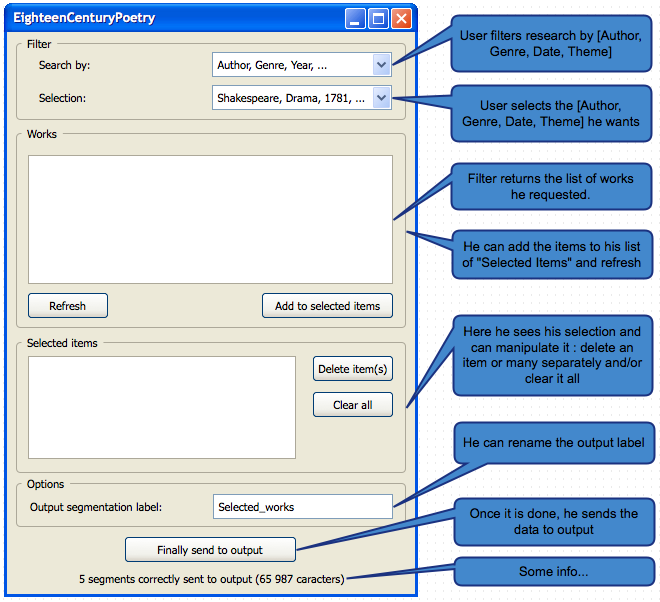 EighteenCenturyPoetry
Filter
Search by:
Author, Genre, Year, ...
Selection:
Shakespeare, Drama, 1781, ...
Works
Refresh
Add to selected items
Selected items
Delete item(s)
Clear all
Options
Output segmentation label:
Selected_works
Finally send to output
5 segments correctly sent to output (65 987 caracters)
User filters research by [Author,
Genre, Date, Theme]
User selects the [Author,
Genre, Date, Theme] he wants
Filter returns the list of works
he requested.
He can add the items to his list
of "Selected Items" and refresh
Here he sees his selection and
can manipulate it : delete an
item or many separately and/or
clear it all
He can rename the output label
Once it is done, he sends the
data to output
Some info...